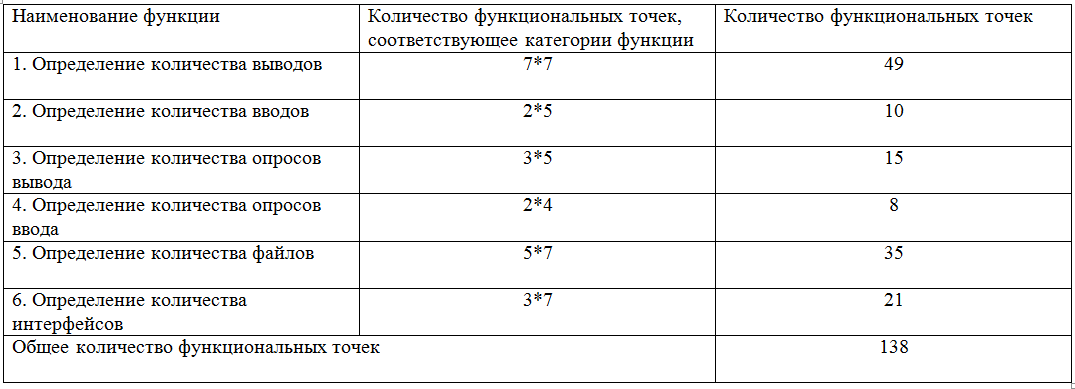 Наименование функции
Количество функциональных точек,
соответствующее категории функции
Количество функциональных точек
1. Определение количества выводов
7*7
49
2. Определение количества вводов
2*5
10
3. Определение количества опросов
вывода
3*5
15
4. Определение количества опросов
ввода
2*4
8
5. Определение количества файлов
5*7
35
6. Определение количества
интерфейсов
3*7
21
Общее количество функциональных точек
138